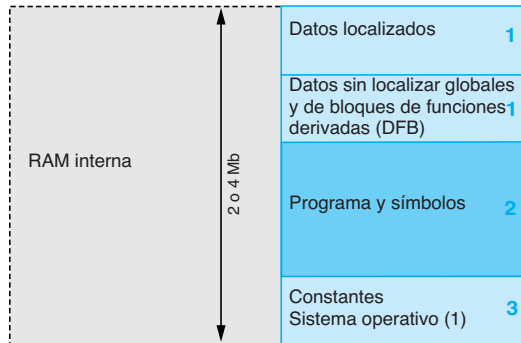 Datos localizados 1
Datos sin localizar globales
y de bloques de funciones 1
derivadas (DFB)
RAM interna
2 o 4 Mb
Programa y símbolos 2
Constantes
Sistema operativo (1) 3